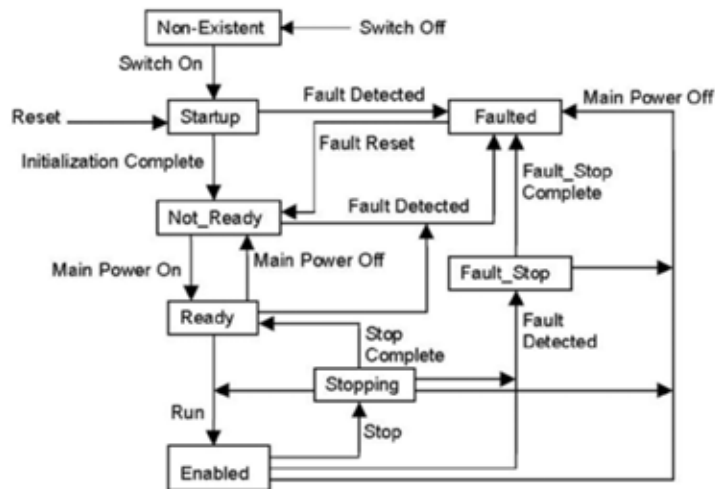 Non-Existent
Switch Off
Switch On
Fault Detected
Main Power Off
Reset
Startup
Faulted
Fault Reset
Initialization Complete
Fault_Stop
Complete
Not_Ready
Fault Detected
Main Power On
Main Power Off
Fault_Stop
Ready
Stop
Complete
Fault
Detected
Stopping
Run
Stop
Enabled